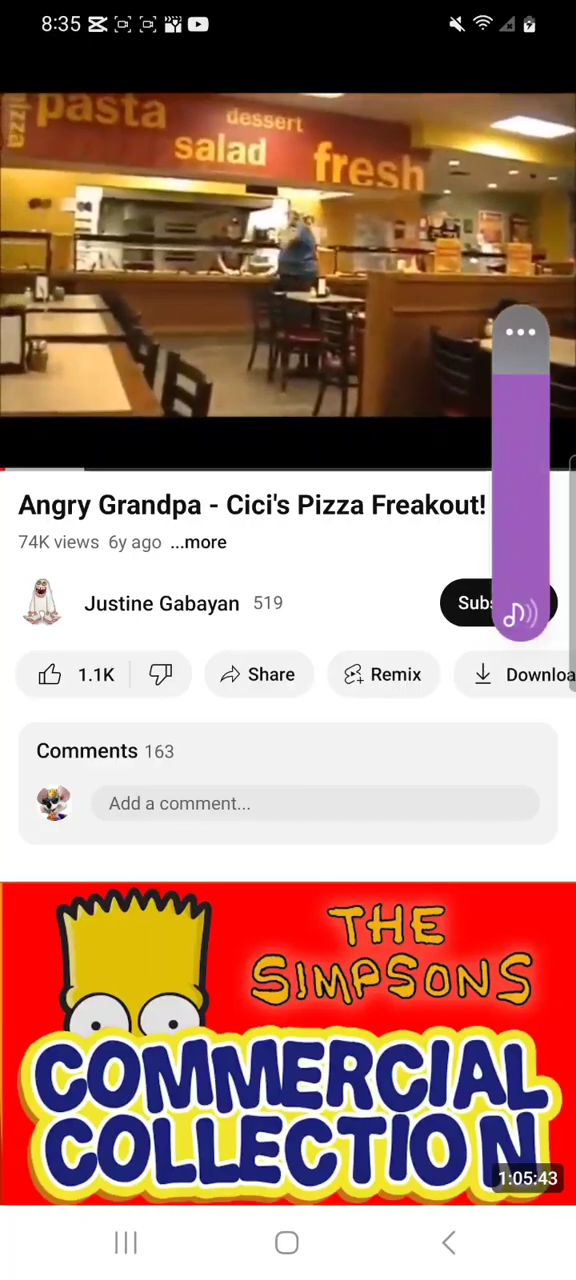 8:35
pizza
pasta
dessert
salad
fresh
Angry Grandpa - Cici's Pizza Freakout!
74K views 6y ago ...more
Justine Gabayan 519
Subs
1.1K
Share
Remix
Downloa
Comments 163
Add a comment...
THE
SIMPSONS
COMMERCIAL
COLLECTION
1:05:43